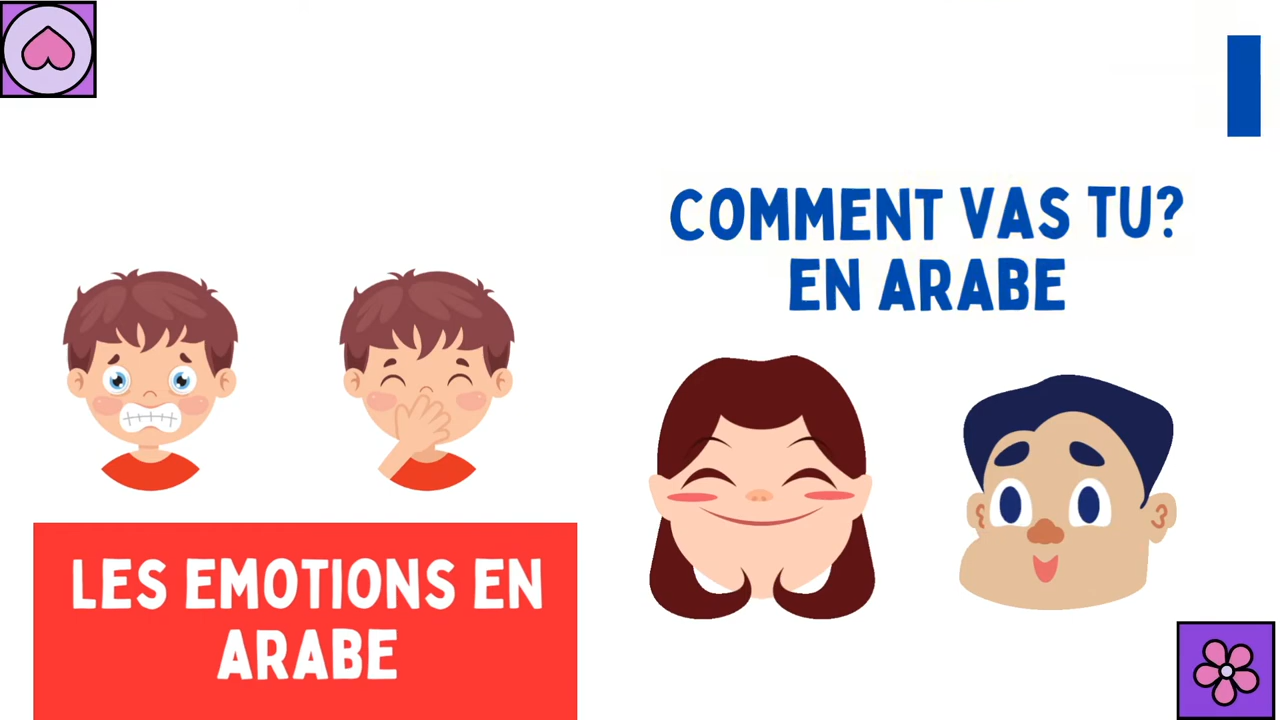 COMMENT VAS TU?
EN ARABE
LES EMOTIONS EN
ARABE